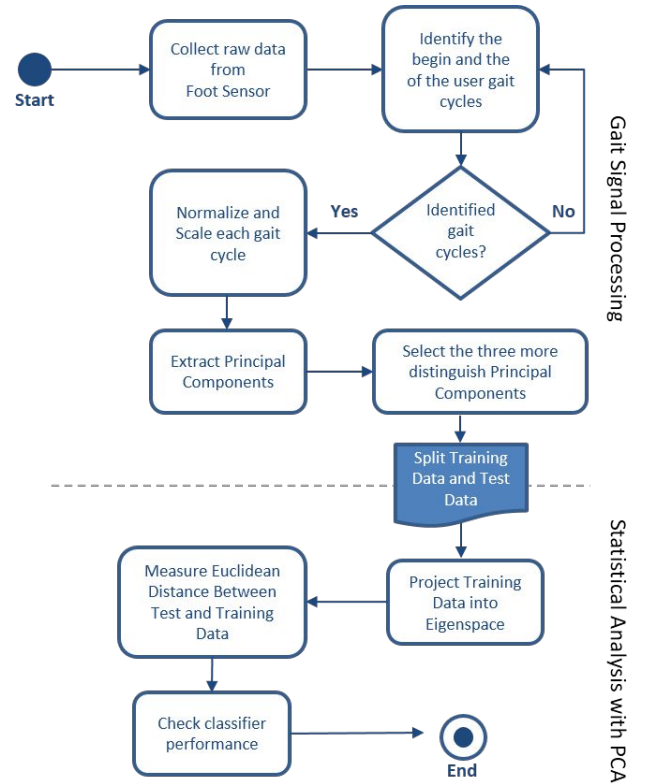 Start
Collect raw data
from
Foot Sensor
Identify the
begin and the
of the user gait
cycles
Identified
gait
cycles?
Yes
No
Normalize and
Scale each gait
cycle
Extract Principal
Components
Select the three more
distinguish Principal
Components
Gait Signal Processing
Split Training
Data and Test
Data
Project Training
Data into
Eigenspace
Measure Euclidean
Distance Between
Test and Training
Data
Check classifier
performance
End
Statistical Analysis with PCA